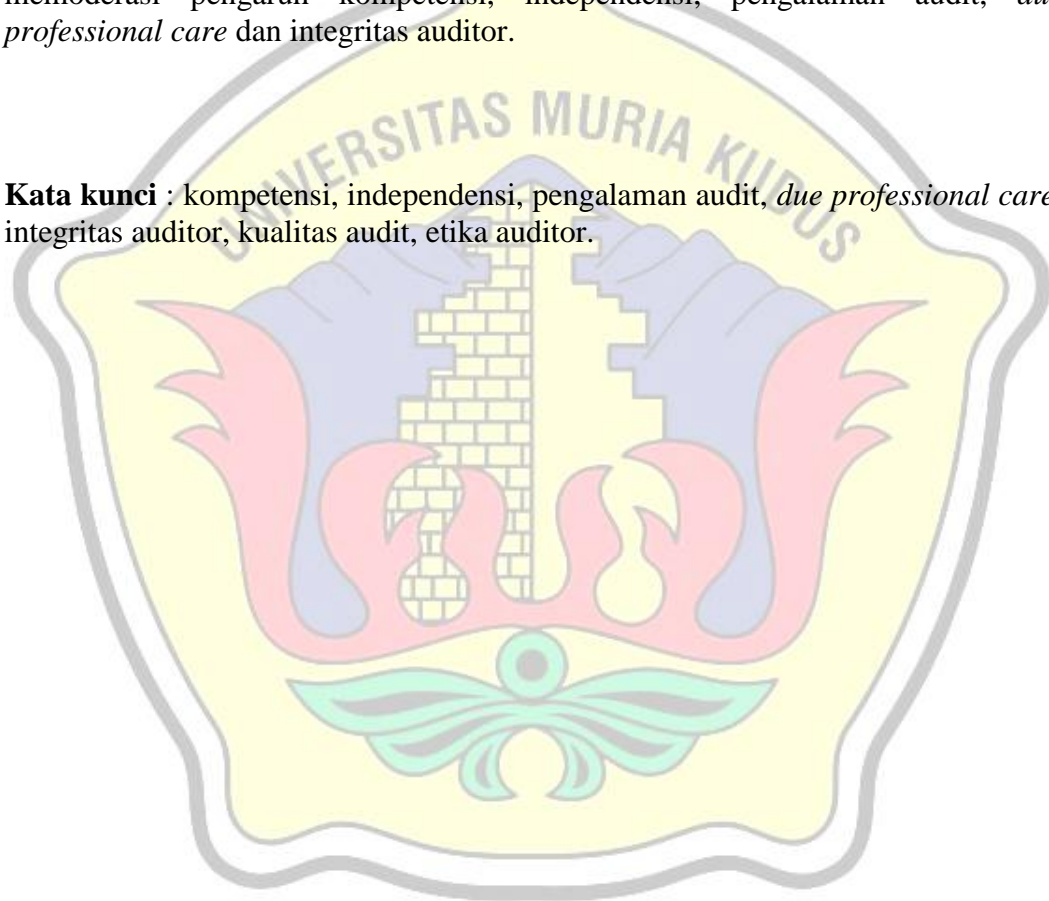 memoderasi pengaruh kompetensi, independensi, pengalaman audit, due
professional care dan integritas auditor.
UNIVERSITAS MURIA KUDUS
Kata kunci : kompetensi, independensi, pengalaman audit, due professional care
integritas auditor, kualitas audit, etika auditor.